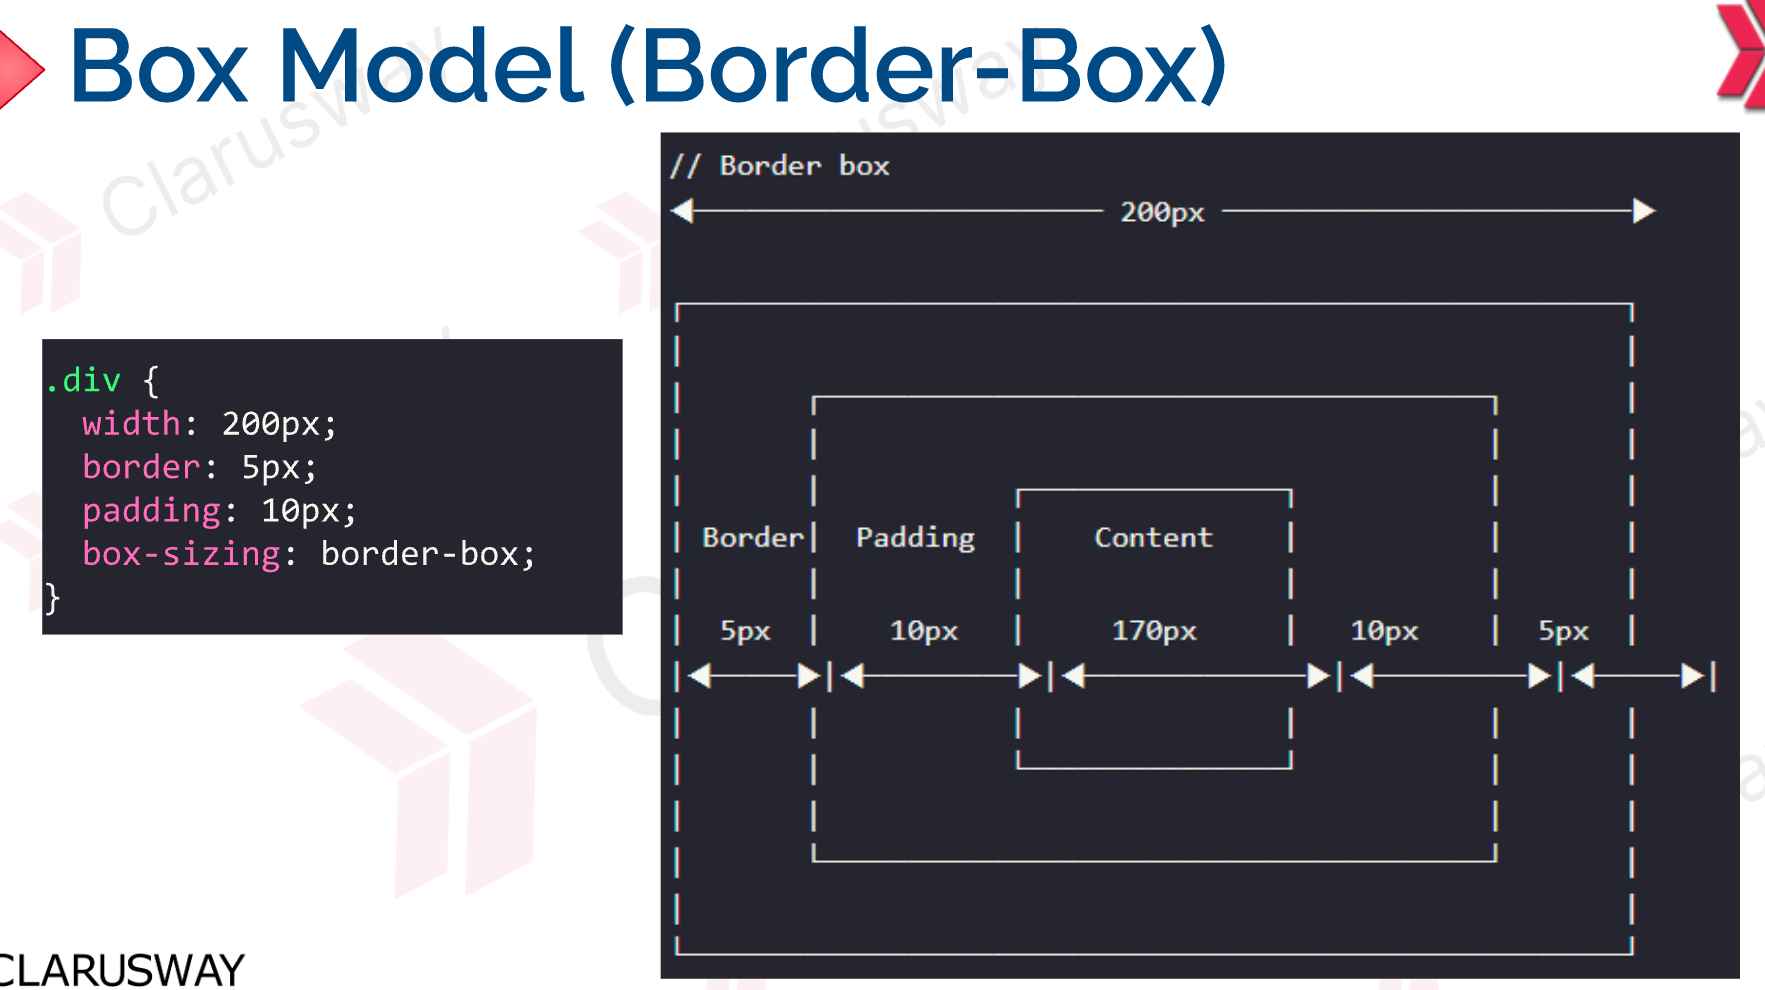 Box Model (Border-Box)
Clarusway
.div {
width: 200px;
border: 5px;
padding: 10px;
box-sizing: border-box;
}
// Border box
200px
Border Padding Content
5px 10px 170px 10px 5px
CLARUSWAY